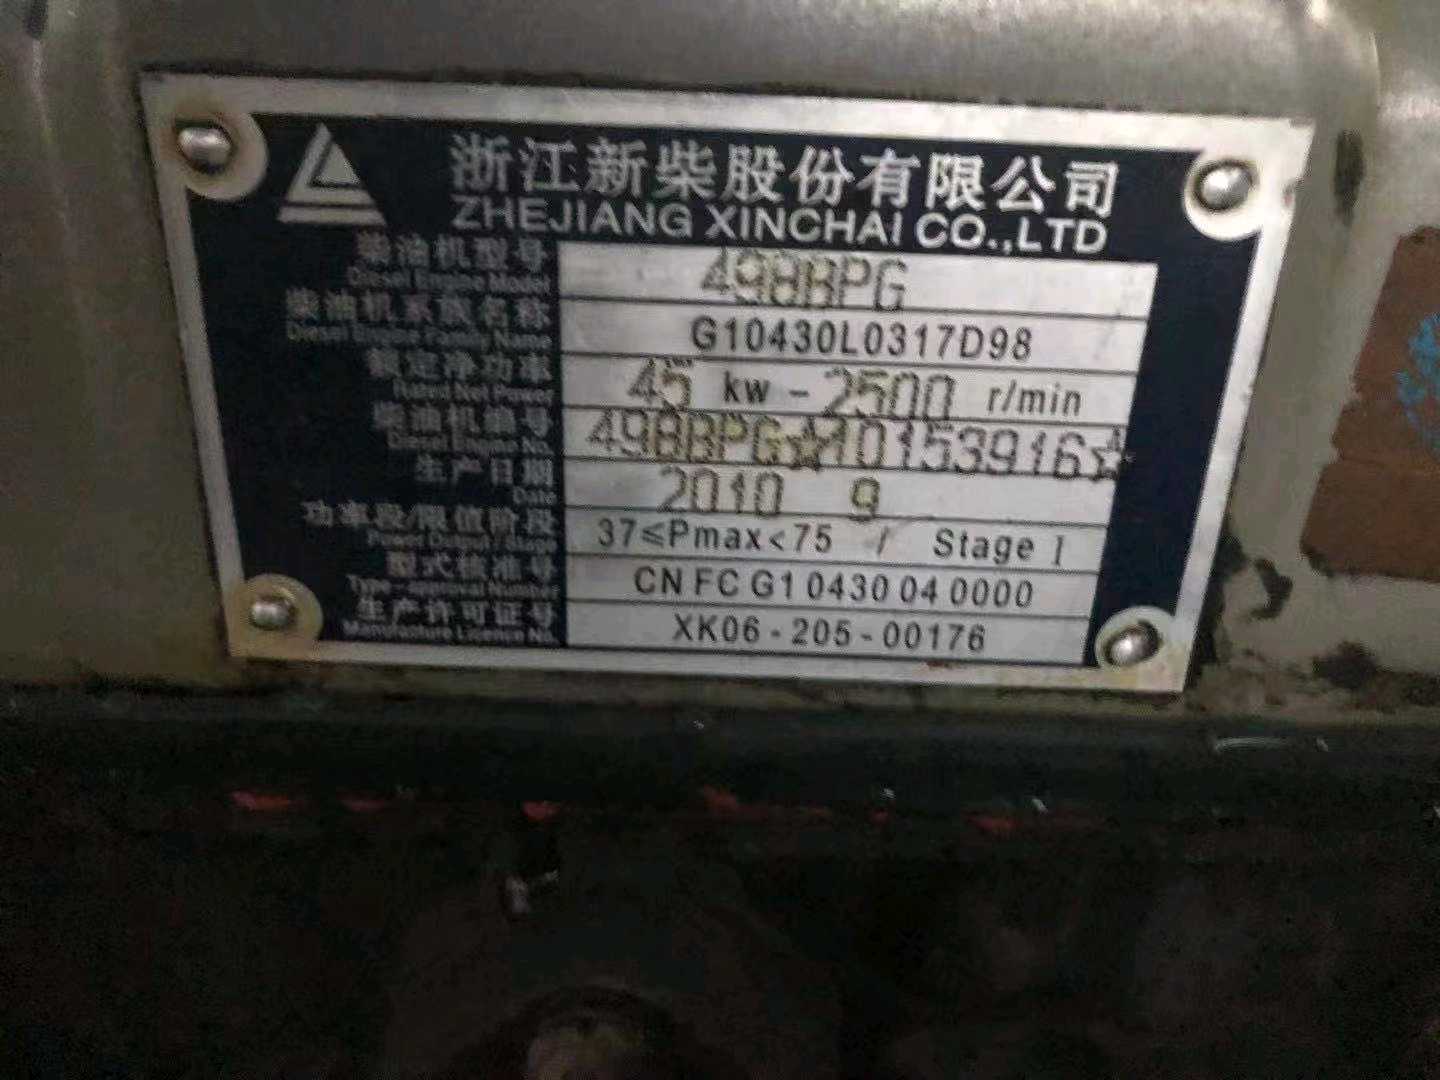 浙江新柴股份有限公司
ZHEJIANG XINCHAI CO.,LTD
柴油机型号 498BPG
Diesel Engine Model
柴油机系族名称 G10430L0317D98
Diesel Engine Family Name
额定净功率 45 kw - 2500 r/min
Rated Net Power
柴油机编号 498BPG☆10153916☆
Diesel Engine No.
生产日期 2010 9
Date
功率段/限值阶段 37≤Pmax<75 / Stage I
Power
型式核准号 CN FC G1 0430 04 0000
Type-approval Number
生产许可证号 XK06-205-00176
Manufacture License No.